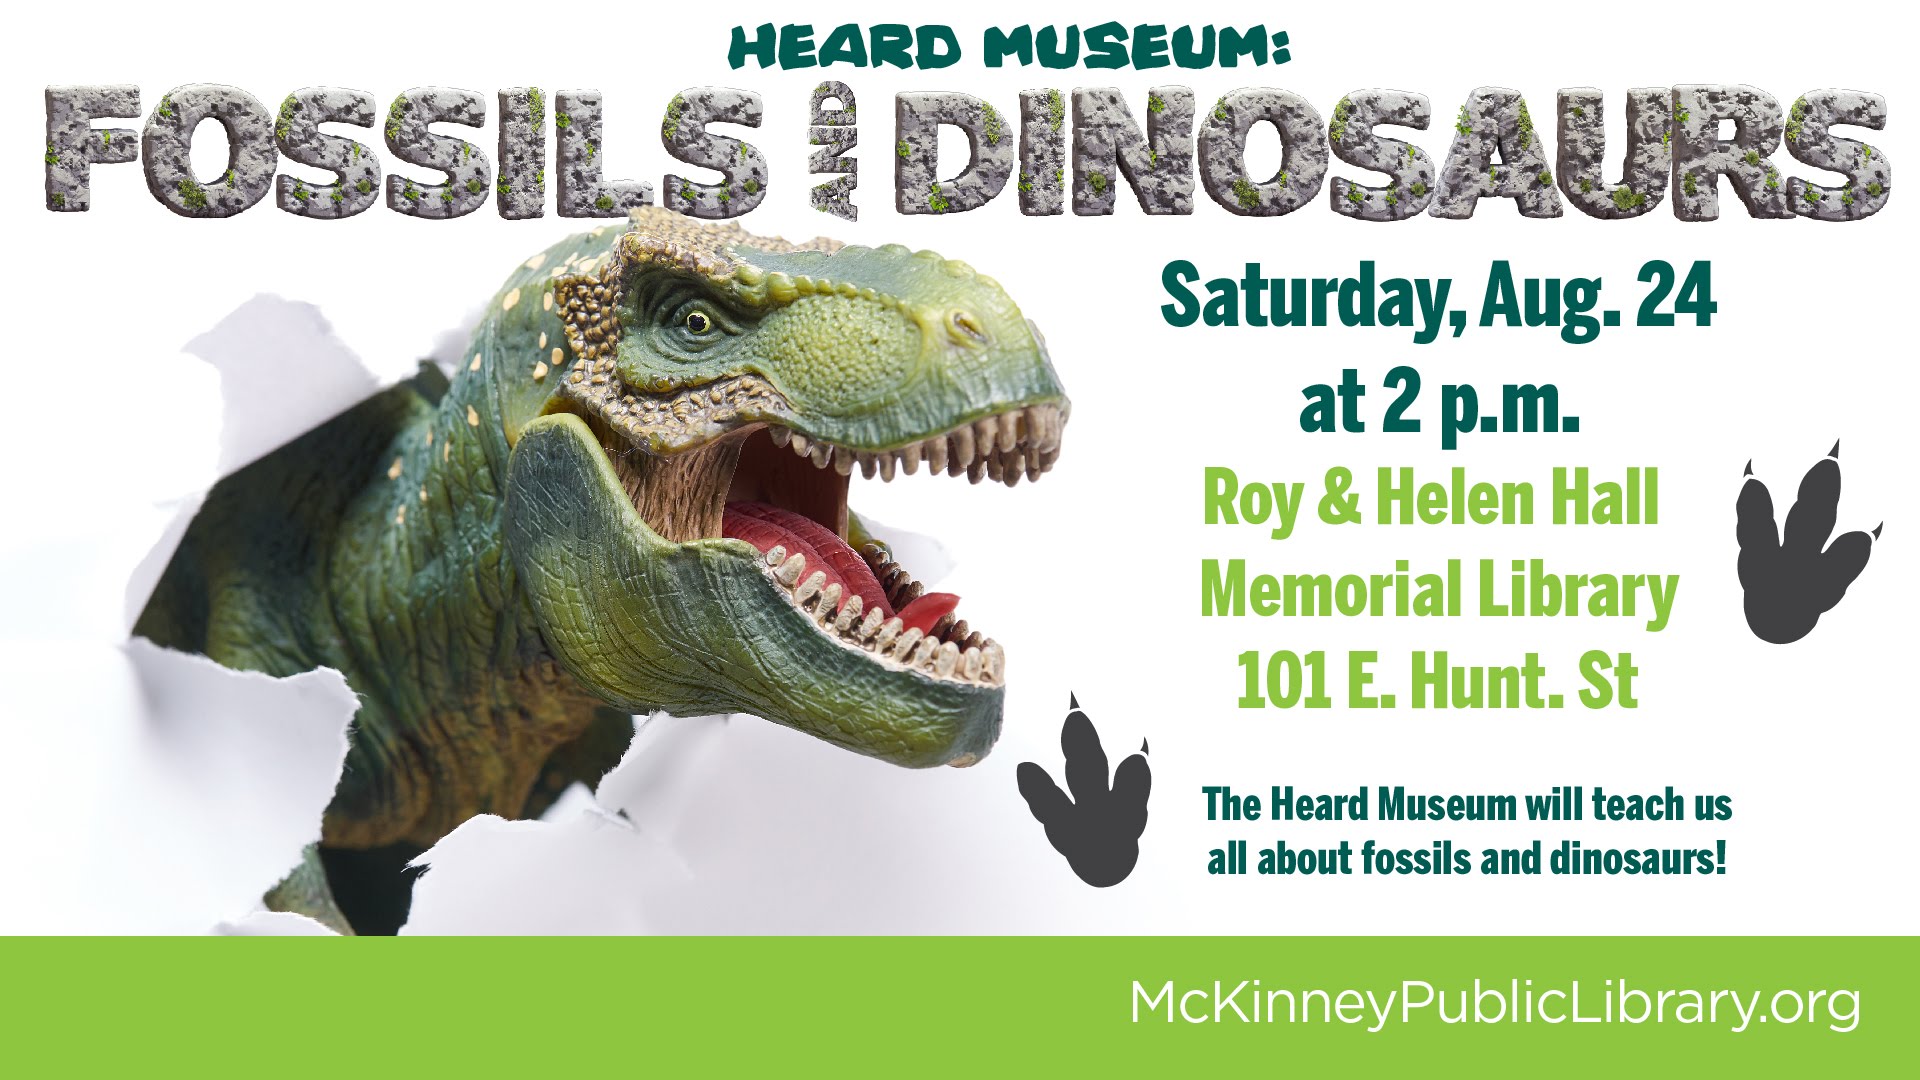 HEARD MUSEUM:
FOSSILS AND DINOSAURS
Saturday, Aug. 24
at 2 p.m.
Roy & Helen Hall
Memorial Library
101 E. Hunt. St
The Heard Museum will teach us
all about fossils and dinosaurs!
McKinneyPublicLibrary.org